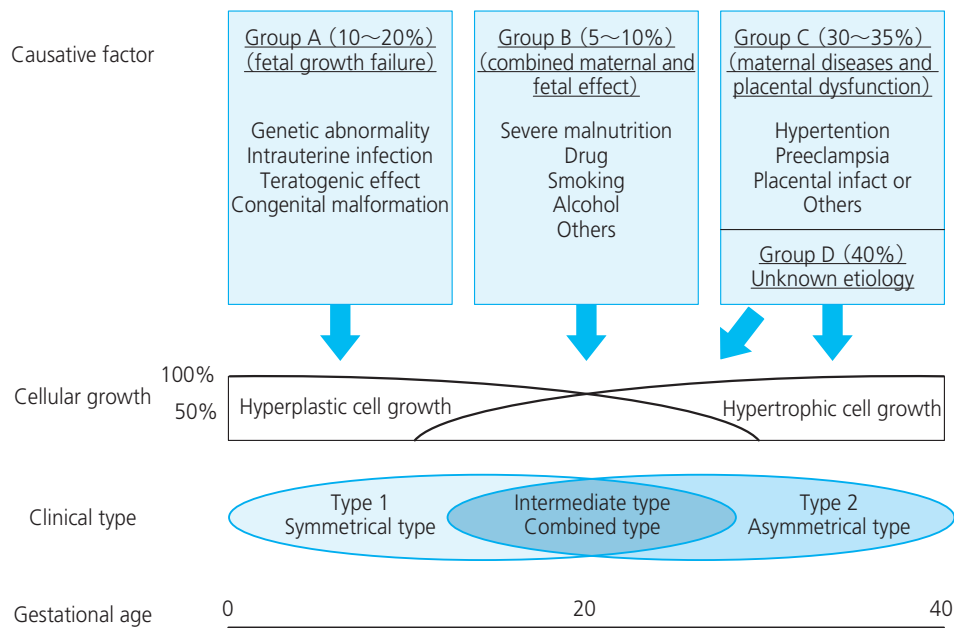 Causative factor
Group A (10~20%)
(fetal growth failure)
Genetic abnormality
Intrauterine infection
Teratogenic effect
Congenital malformation
Group B (5~10%)
(combined maternal and
fetal effect)
Severe malnutrition
Drug
Smoking
Alcohol
Others
Group C (30~35%)
(maternal diseases and
placental dysfunction)
Hypertention
Preeclampsia
Placental infact or
Others
Group D (40%)
Unknown etiology
Cellular growth
100%
50%
Hyperplastic cell growth
Hypertrophic cell growth
Clinical type
Type 1
Symmetrical type
Intermediate type
Combined type
Type 2
Asymmetrical type
Gestational age
0
20
40